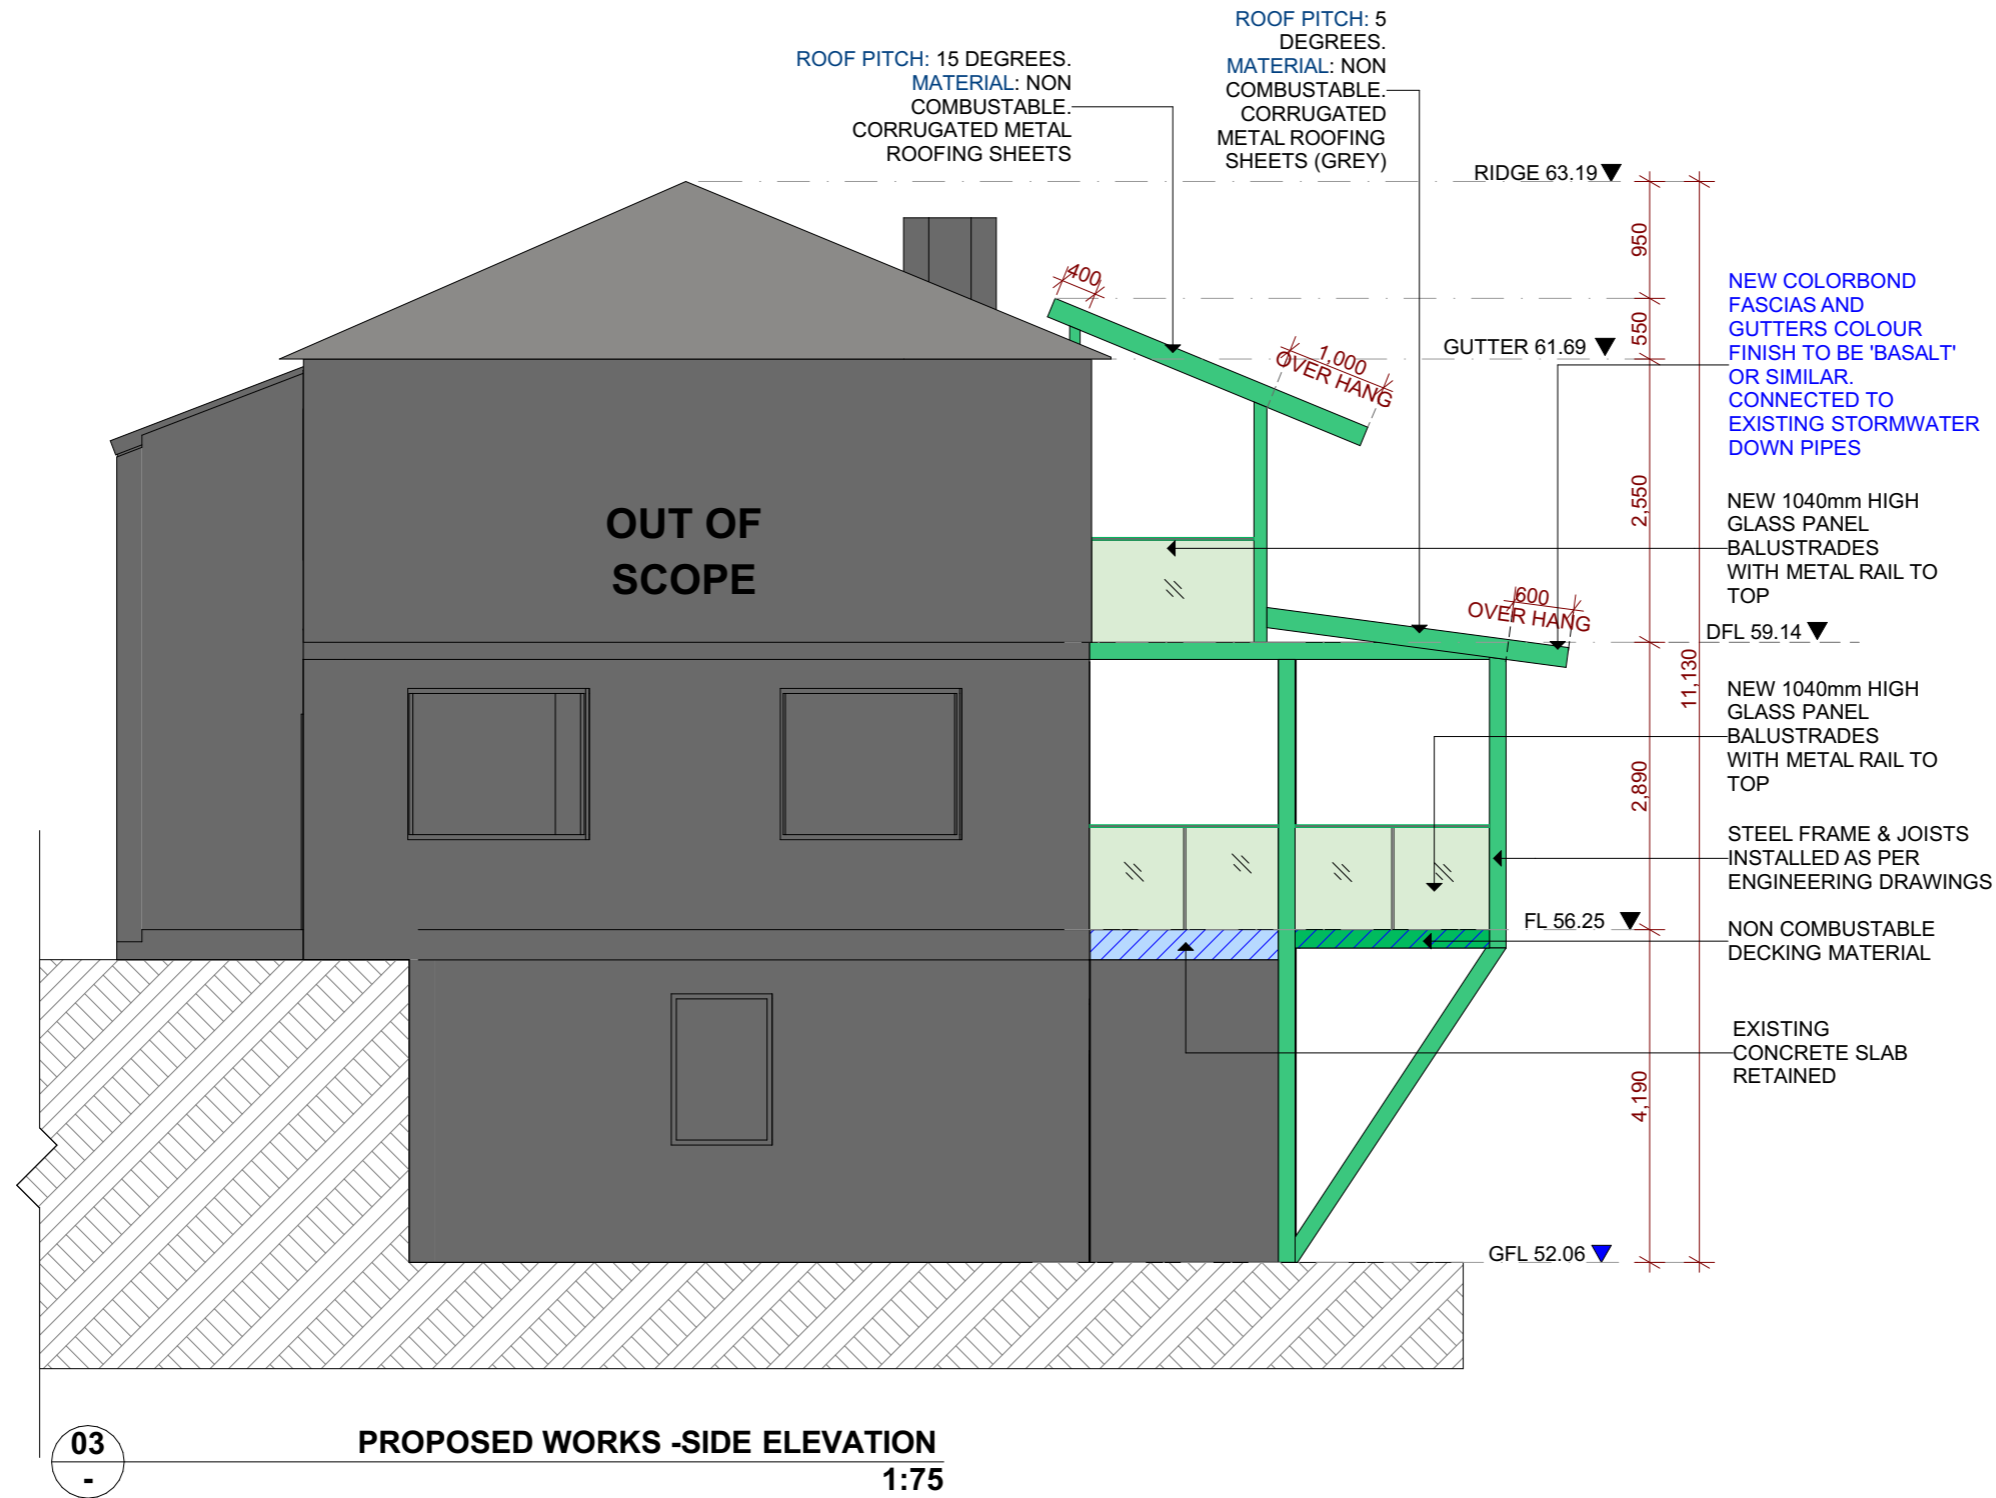 ROOF PITCH: 15 DEGREES.
MATERIAL: NON
COMBUSTABLE.
CORRUGATED METAL
ROOFING SHEETS
ROOF PITCH: 5
DEGREES.
MATERIAL: NON
COMBUSTABLE.
CORRUGATED
METAL ROOFING
SHEETS (GREY)
RIDGE 63.19
950
400
550
GUTTER 61.69
1,000
OVER HANG
NEW COLORBOND
FASCIAS AND
GUTTERS COLOUR
FINISH TO BE 'BASALT'
OR SIMILAR.
CONNECTED TO
EXISTING STORMWATER
DOWN PIPES
OUT OF
SCOPE
2,550
NEW 1040mm HIGH
GLASS PANEL
BALUSTRADES
WITH METAL RAIL TO
TOP
600
OVER HANG
DFL 59.14
11,130
NEW 1040mm HIGH
GLASS PANEL
BALUSTRADES
WITH METAL RAIL TO
TOP
2,890
STEEL FRAME & JOISTS
INSTALLED AS PER
ENGINEERING DRAWINGS
FL 56.25
NON COMBUSTABLE
DECKING MATERIAL
EXISTING
CONCRETE SLAB
RETAINED
4,190
GFL 52.06
03
-
PROPOSED WORKS -SIDE ELEVATION
1:75